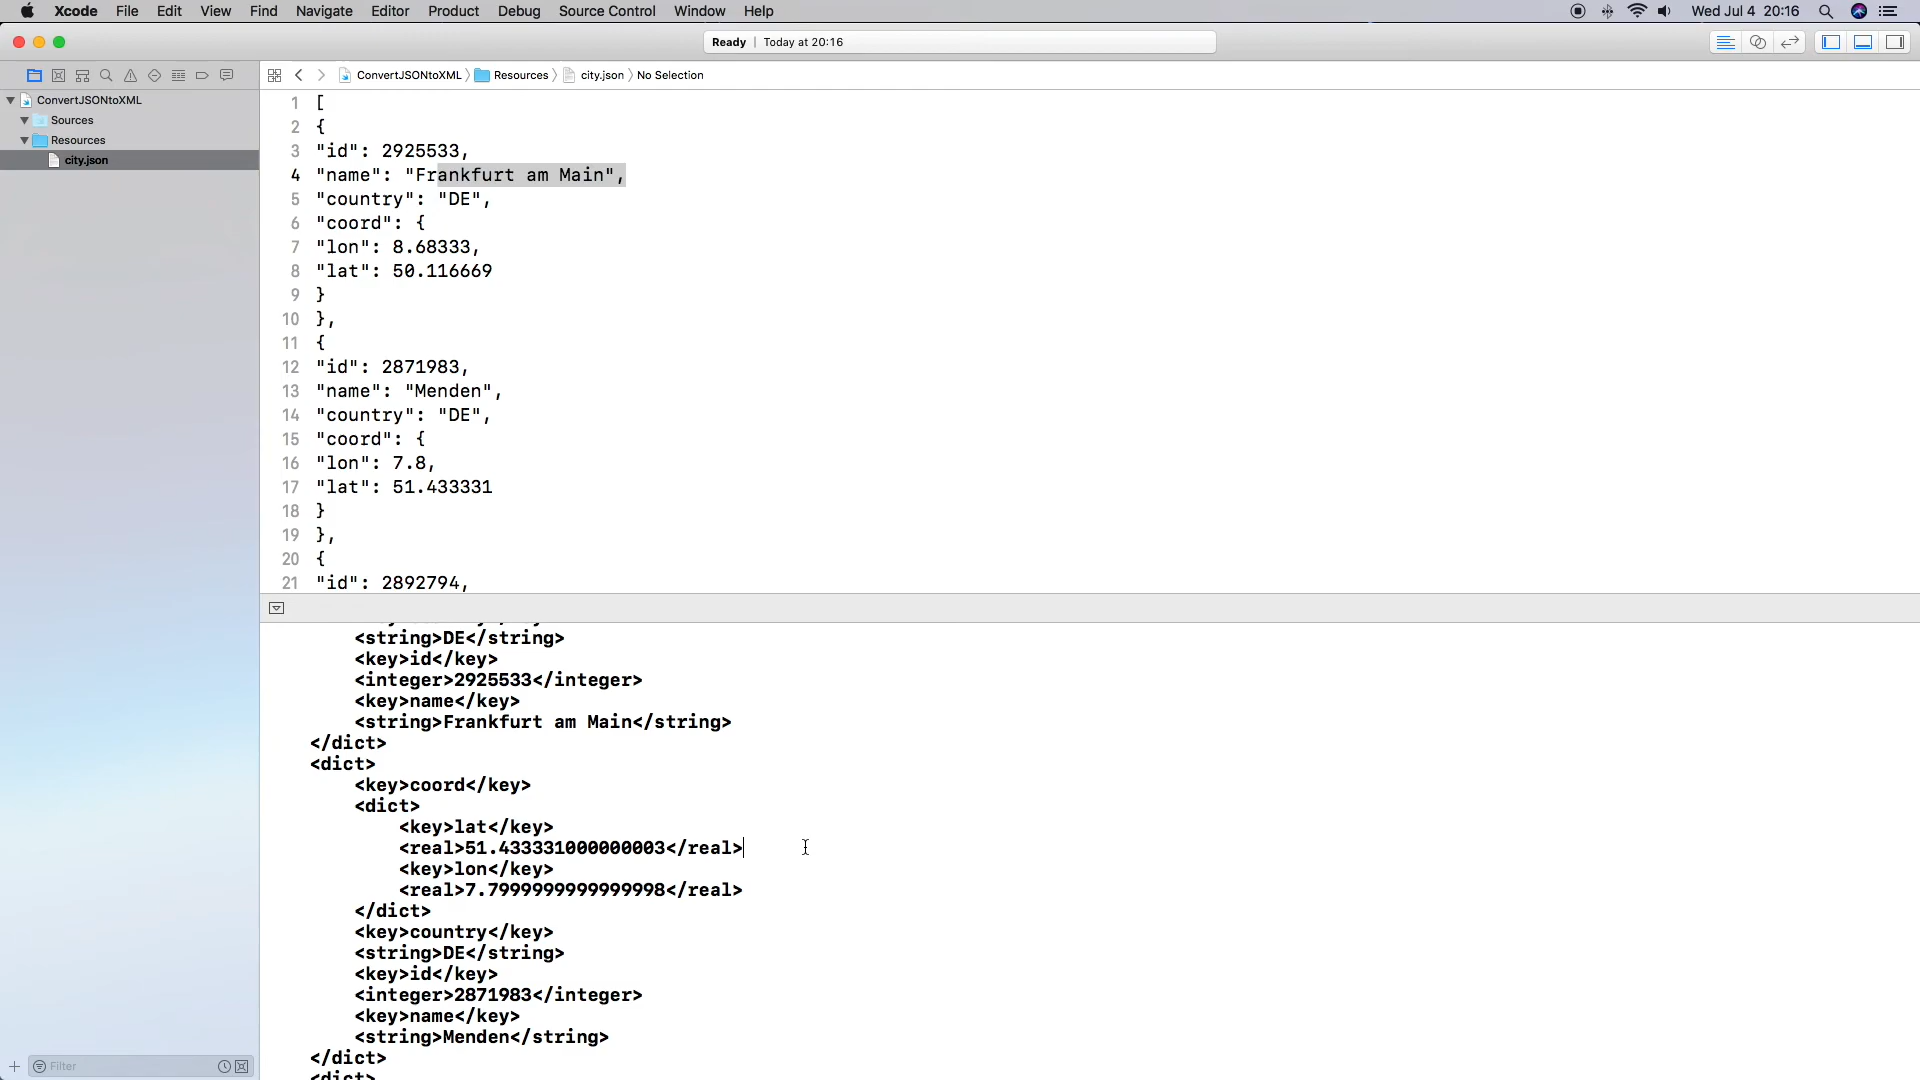 Xcode File Edit View Find Navigate Editor Product Debug Source Control Window Help Wed Jul 4 20:16
Ready | Today at 20:16
ConvertJSONtoXML Resources city.json No Selection
ConvertJSONtoXML
Sources
Resources
city.json
1 [
2 {
3 "id": 2925533,
4 "name": "Frankfurt am Main",
5 "country": "DE",
6 "coord": {
7 "lon": 8.68333,
8 "lat": 50.116669
9 }
10 },
11 {
12 "id": 2871983,
13 "name": "Menden",
14 "country": "DE",
15 "coord": {
16 "lon": 7.8,
17 "lat": 51.433331
18 }
19 },
20 {
21 "id": 2892794,
<string>DE</string>
<key>id</key>
<integer>2925533</integer>
<key>name</key>
<string>Frankfurt am Main</string>
</dict>
<dict>
<key>coord</key>
<dict>
<key>lat</key>
<real>51.433331000000003</real>
<key>lon</key>
<real>7.7999999999999998</real>
</dict>
<key>country</key>
<string>DE</string>
<key>id</key>
<integer>2871983</integer>
<key>name</key>
<string>Menden</string>
</dict>
<dict>
Filter